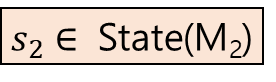 s₂ ∈ State(M₂)